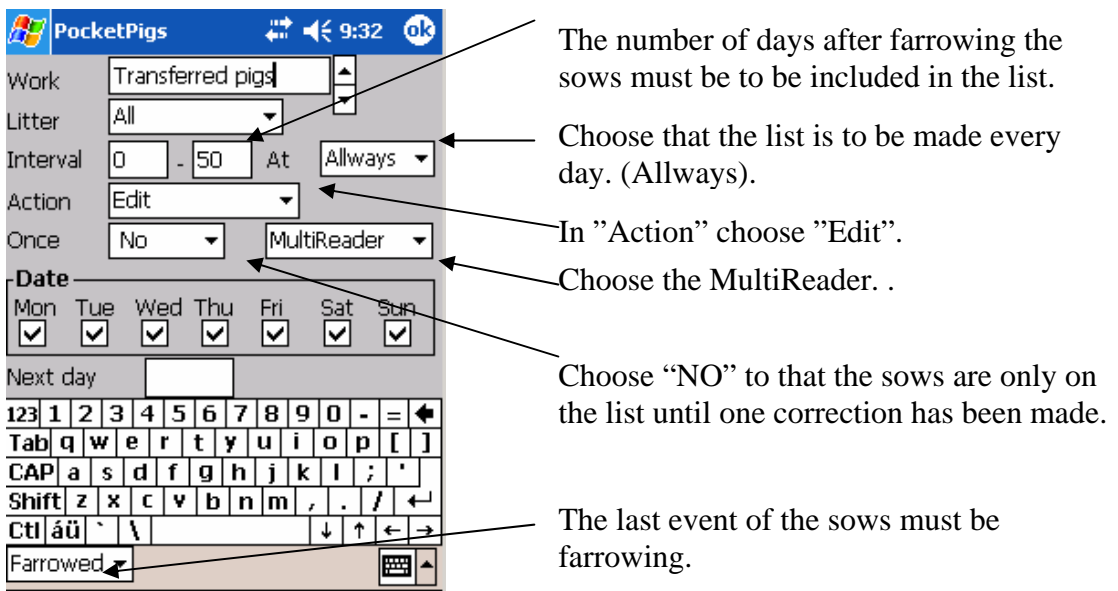 PocketPigs 9:32 ok
Work Transferred pigs
Litter All
Interval 0 - 50 At Allways
Action Edit
Once No MultiReader
Date
Mon Tue Wed Thu Fri Sat Sun
Next day
123 1 2 3 4 5 6 7 8 9 0 - =
Tab q w e r t y u i o p [ ]
CAP a s d f g h j k l ; '
Shift z x c v b n m , . /
Ctl áü ` \
Farrowed
The number of days after farrowing the
sows must be to be included in the list.
Choose that the list is to be made every
day. (Allways).
In ”Action” choose ”Edit”.
Choose the MultiReader. .
Choose “NO” to that the sows are only on
the list until one correction has been made.
The last event of the sows must be
farrowing.